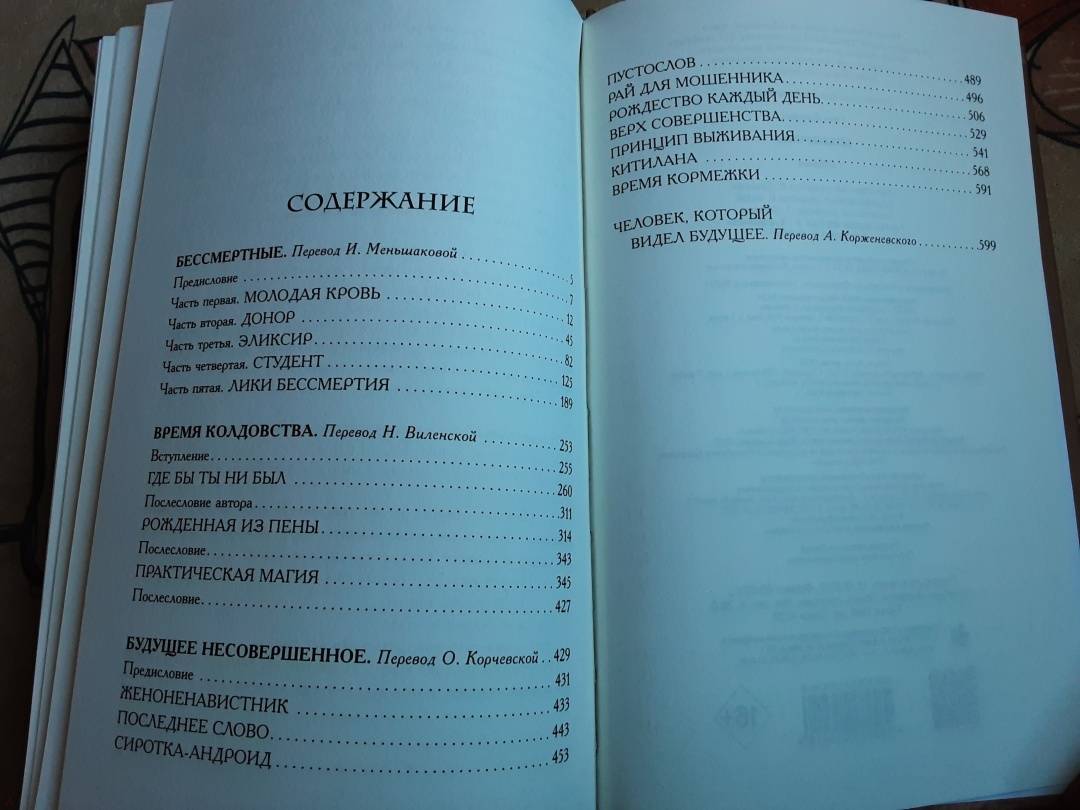 СОДЕРЖАНИЕ
БЕССМЕРТНЫЕ. Перевод И. Меньшаковой
Предисловие 5
Часть первая. МОЛОДАЯ КРОВЬ 7
Часть вторая. ДОНОР 12
Часть третья. ЭЛИКСИР 45
Часть четвертая. СТУДЕНТ 82
Часть пятая. ЛИКИ БЕССМЕРТИЯ 125
189
ВРЕМЯ КОЛДОВСТВА. Перевод Н. Виленской 253
Вступление 255
ГДЕ БЫ ТЫ НИ БЫЛ 260
Послесловие автора 311
РОЖДЕННАЯ ИЗ ПЕНЫ 314
Послесловие 343
ПРАКТИЧЕСКАЯ МАГИЯ 345
Послесловие 427
БУДУЩЕЕ НЕСОВЕРШЕННОЕ. Перевод О. Корчевской 429
Предисловие 431
ЖЕНОНЕНАВИСТНИК 433
ПОСЛЕДНЕЕ СЛОВО 443
СИРОТКА-АНДРОИД 453
ПУСТОСЛОВ 489
РАЙ ДЛЯ МОШЕННИКА 496
РОЖДЕСТВО КАЖДЫЙ ДЕНЬ 506
ВЕРХ СОВЕРШЕНСТВА 529
ПРИНЦИП ВЫЖИВАНИЯ 541
КИТИЛАНА 568
ВРЕМЯ КОРМЕЖКИ 591
ЧЕЛОВЕК, КОТОРЫЙ
ВИДЕЛ БУДУЩЕЕ. Перевод А. Корженевского 599
16+